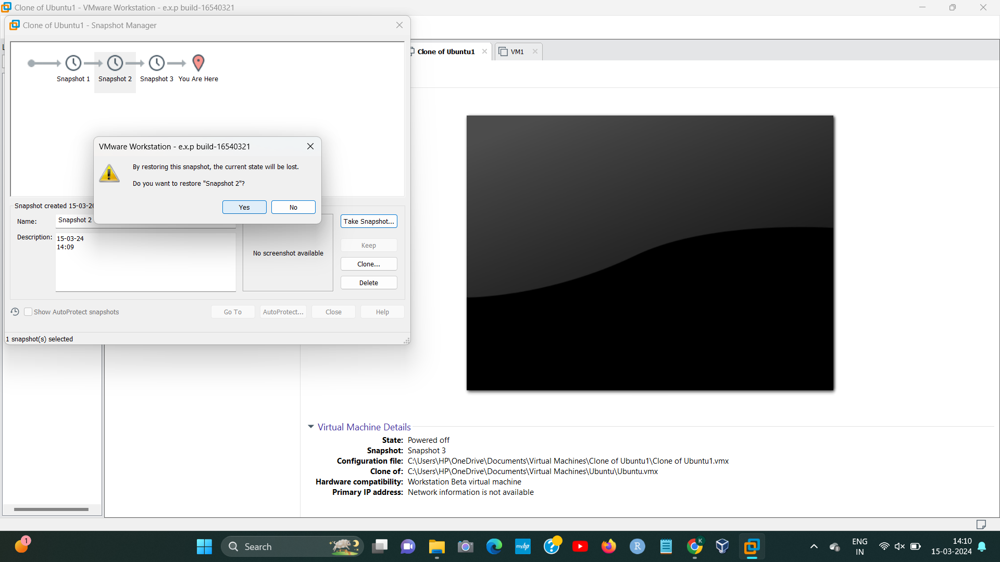 Clone of Ubuntu1 - VMware Workstation - e.x.p build-16540321
Clone of Ubuntu1 - Snapshot Manager
Snapshot 1
Snapshot 2
Snapshot 3
You Are Here
Clone of Ubuntu1
VM1
VMware Workstation - e.x.p build-16540321
By restoring this snapshot, the current state will be lost.
Do you want to restore "Snapshot 2"?
Yes
No
Snapshot created 15-03-20
Name:
Snapshot 2
Description:
15-03-24
14:09
No screenshot available
Take Snapshot...
Keep
Clone...
Delete
Show AutoProtect snapshots
Go To
AutoProtect...
Close
Help
1 snapshot(s) selected
Virtual Machine Details
State: Powered off
Snapshot: Snapshot 3
Configuration file: C:\Users\HP\OneDrive\Documents\Virtual Machines\Clone of Ubuntu1\Clone of Ubuntu1.vmx
Clone of: C:\Users\HP\OneDrive\Documents\Virtual Machines\Ubuntu\Ubuntu.vmx
Hardware compatibility: Workstation Beta virtual machine
Primary IP address: Network information is not available
1
Search
myhp
R
K
ENG
IN
14:10
15-03-2024